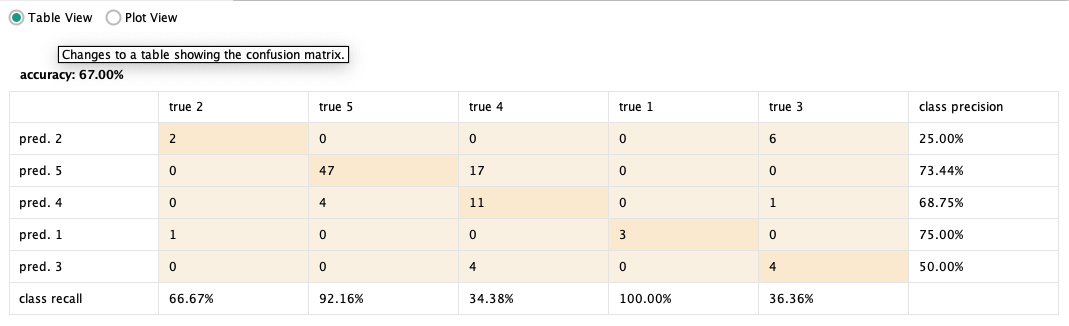 Table View Plot View
Changes to a table showing the confusion matrix.
accuracy: 67.00%
true 2 true 5 true 4 true 1 true 3 class precision
pred. 2 2 0 0 0 6 25.00%
pred. 5 0 47 17 0 0 73.44%
pred. 4 0 4 11 0 1 68.75%
pred. 1 1 0 0 3 0 75.00%
pred. 3 0 0 4 0 4 50.00%
class recall 66.67% 92.16% 34.38% 100.00% 36.36%